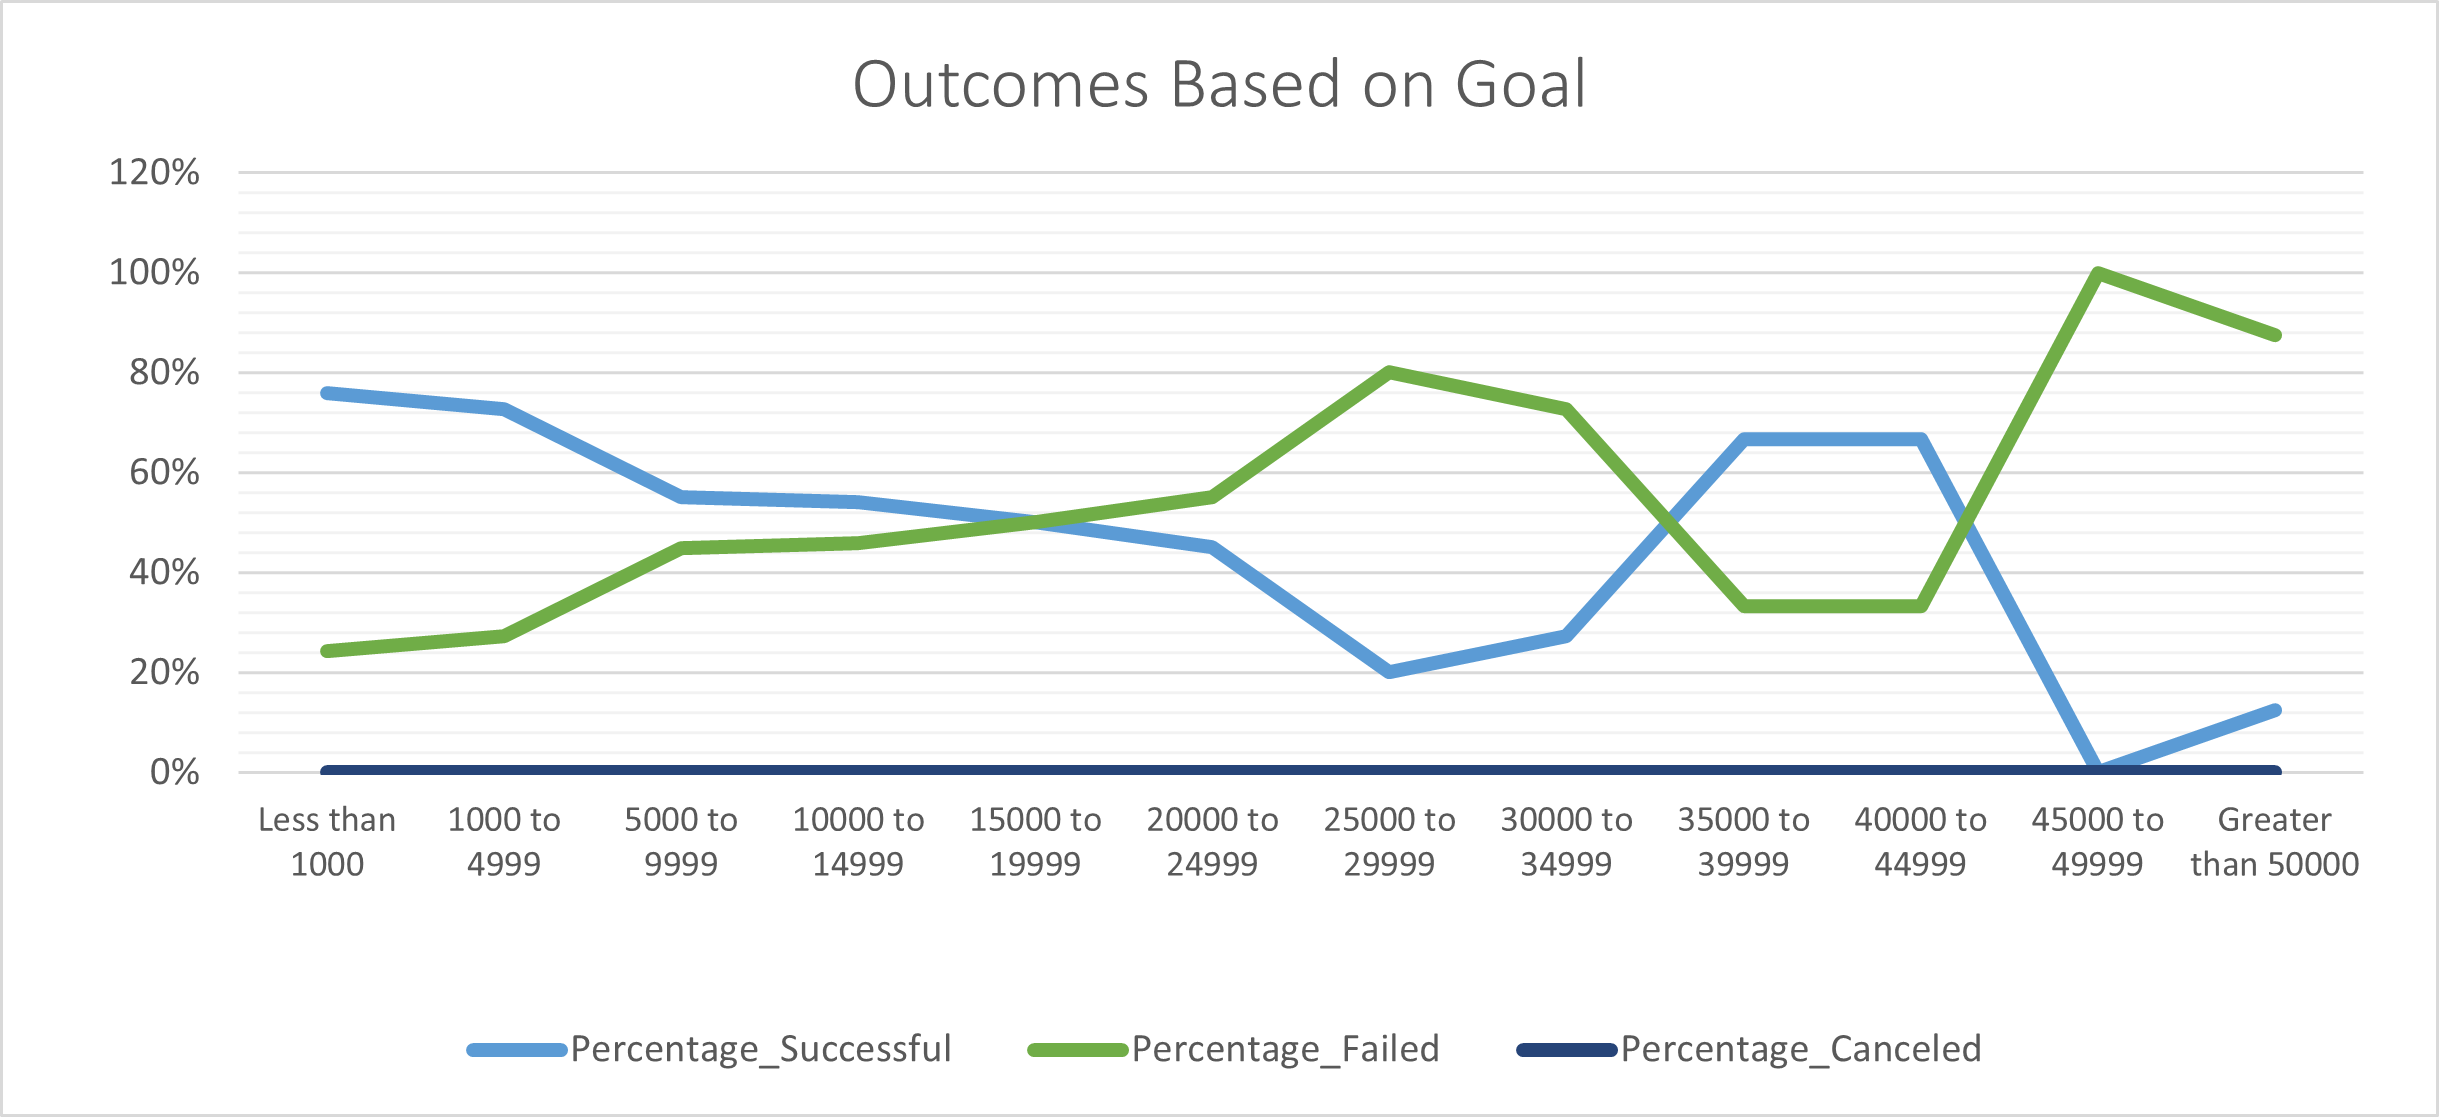 Outcomes Based on Goal
120%
100%
80%
60%
40%
20%
0%
Less than 1000 to 5000 to 10000 to 15000 to 20000 to 25000 to 30000 to 35000 to 40000 to 45000 to Greater
1000 4999 9999 14999 19999 24999 29999 34999 39999 44999 49999 than 50000
Percentage_Successful Percentage_Failed Percentage_Canceled